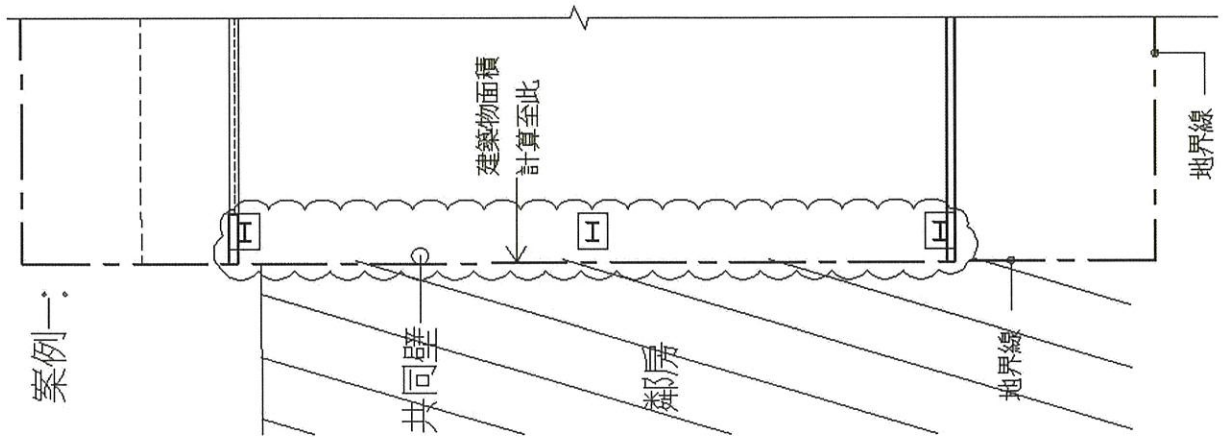 案例一：
建築物面積
計算至此
共同壁
鄰房
地界線
地界線